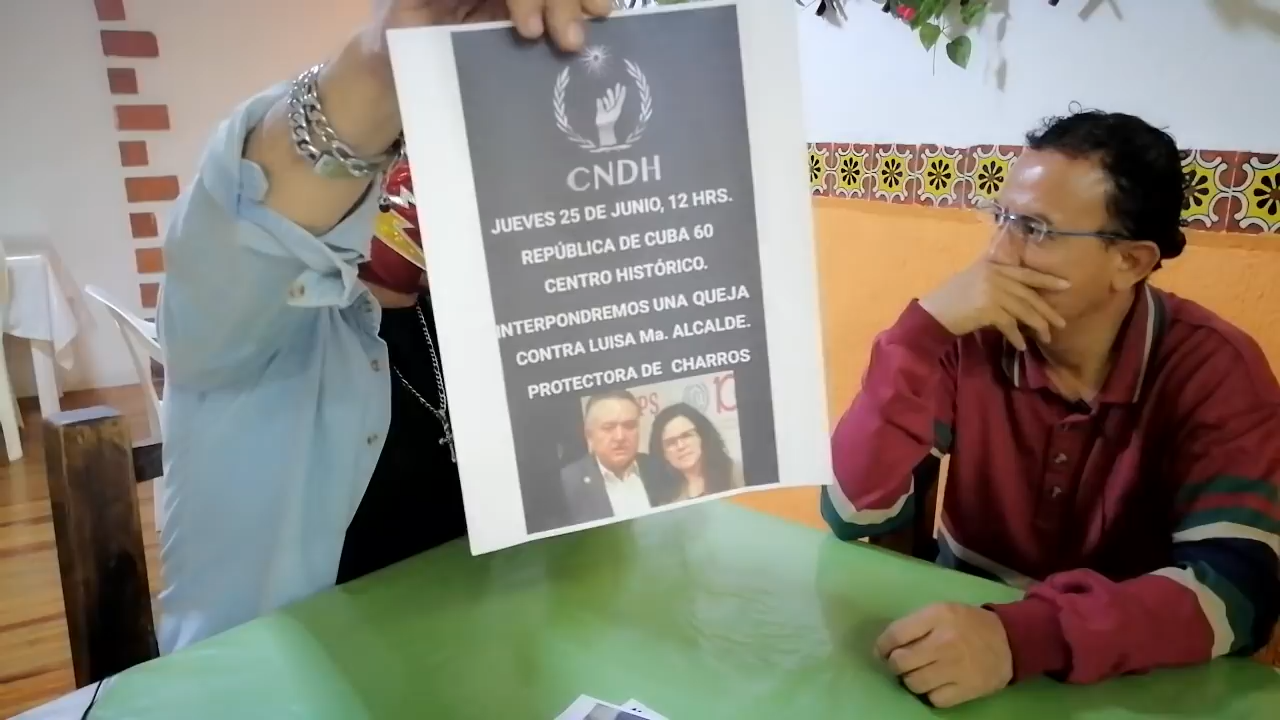 CNDH
JUEVES 25 DE JUNIO, 12 HRS.
REPÚBLICA DE CUBA 60
CENTRO HISTÓRICO.
INTERPONDREMOS UNA QUEJA
CONTRA LUISA Ma. ALCALDE.
PROTECTORA DE CHARROS
PS